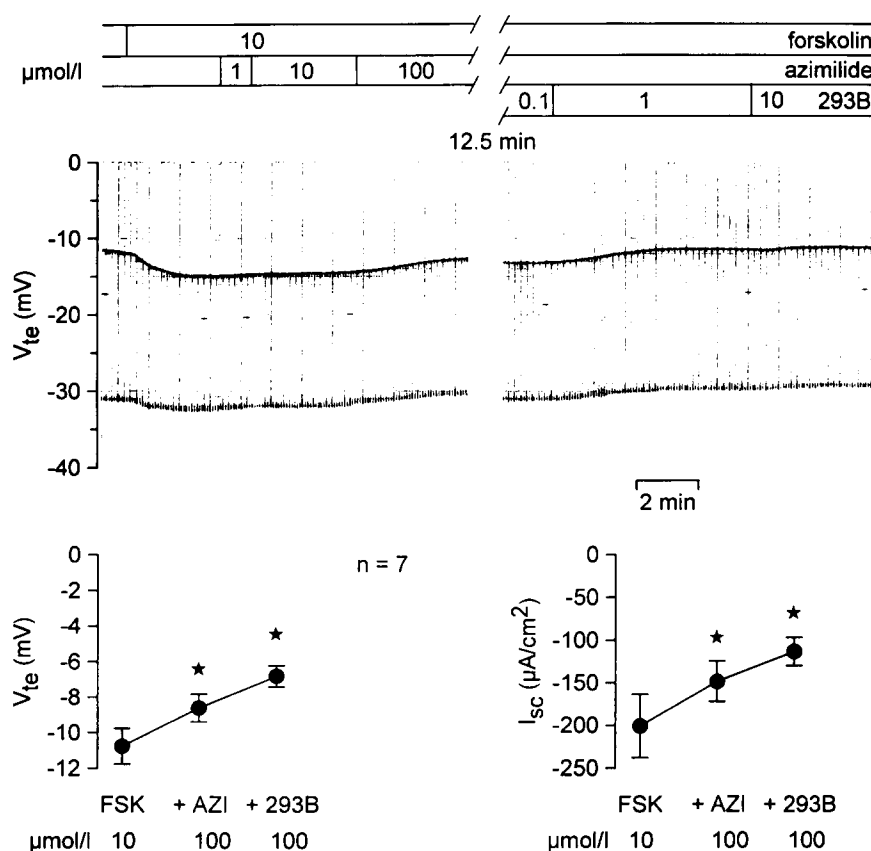 10 forskolin
µmol/l 1 10 100 azimilide
0.1 1 10 293B
12.5 min
0
-10
-20
-30
-40
V_te (mV)
2 min
0
-2
-4
-6
-8
-10
-12
V_te (mV)
n = 7
FSK + AZI + 293B
µmol/l 10 100 100
0
-50
-100
-150
-200
-250
I_sc (µA/cm²)
FSK + AZI + 293B
µmol/l 10 100 100